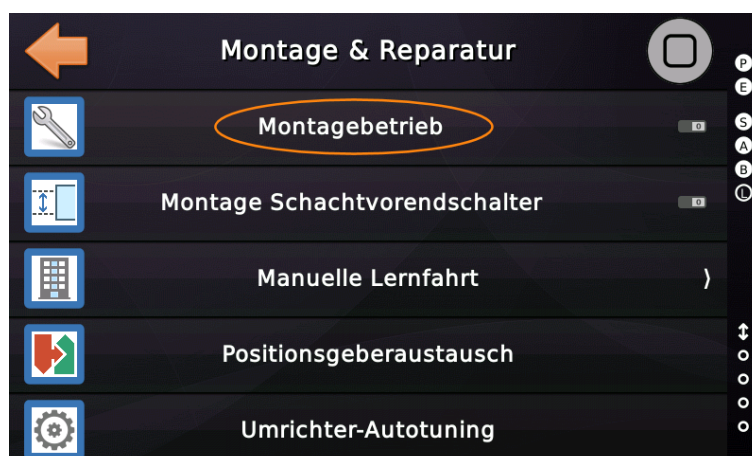 Montage & Reparatur
Montagebetrieb
Montage Schachtvorendschalter
Manuelle Lernfahrt
Positionsgeberaustausch
Umrichter-Autotuning
P
E
S
A
B
L